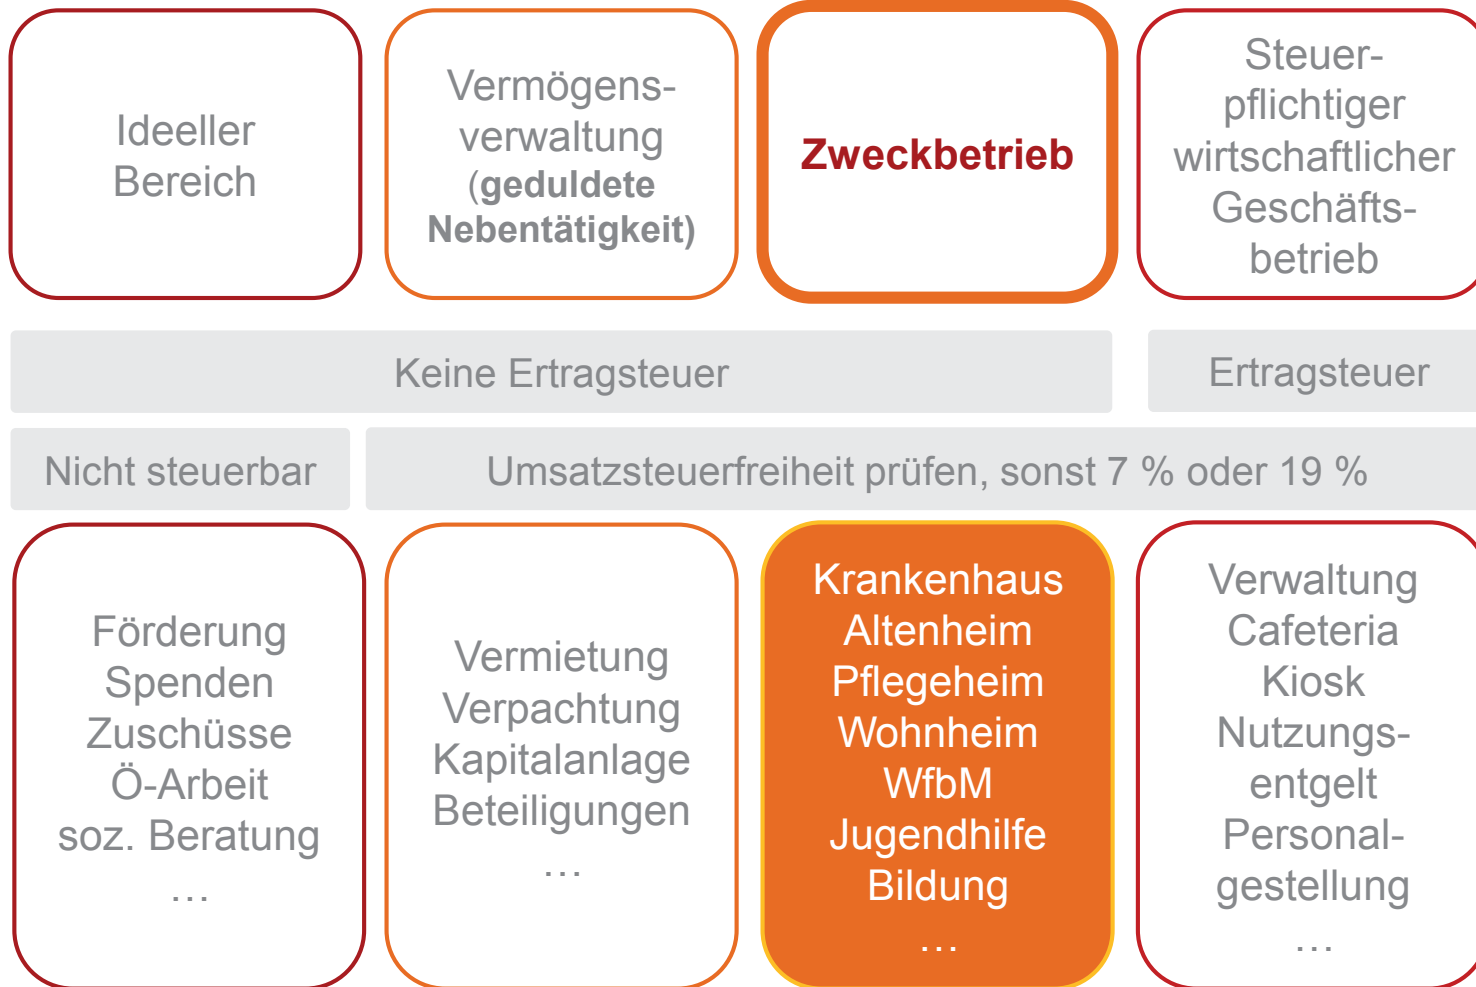 Ideeller
Bereich
Vermögens-
verwaltung
(geduldete
Nebentätigkeit)
Zweckbetrieb
Steuer-
pflichtiger
wirtschaftlicher
Geschäfts-
betrieb
Keine Ertragsteuer
Ertragsteuer
Nicht steuerbar
Umsatzsteuerfreiheit prüfen, sonst 7 % oder 19 %
Förderung
Spenden
Zuschüsse
Ö-Arbeit
soz. Beratung
…
Vermietung
Verpachtung
Kapitalanlage
Beteiligungen
…
Krankenhaus
Altenheim
Pflegeheim
Wohnheim
WfbM
Jugendhilfe
Bildung
…
Verwaltung
Cafeteria
Kiosk
Nutzungs-
entgelt
Personal-
gestellung
…